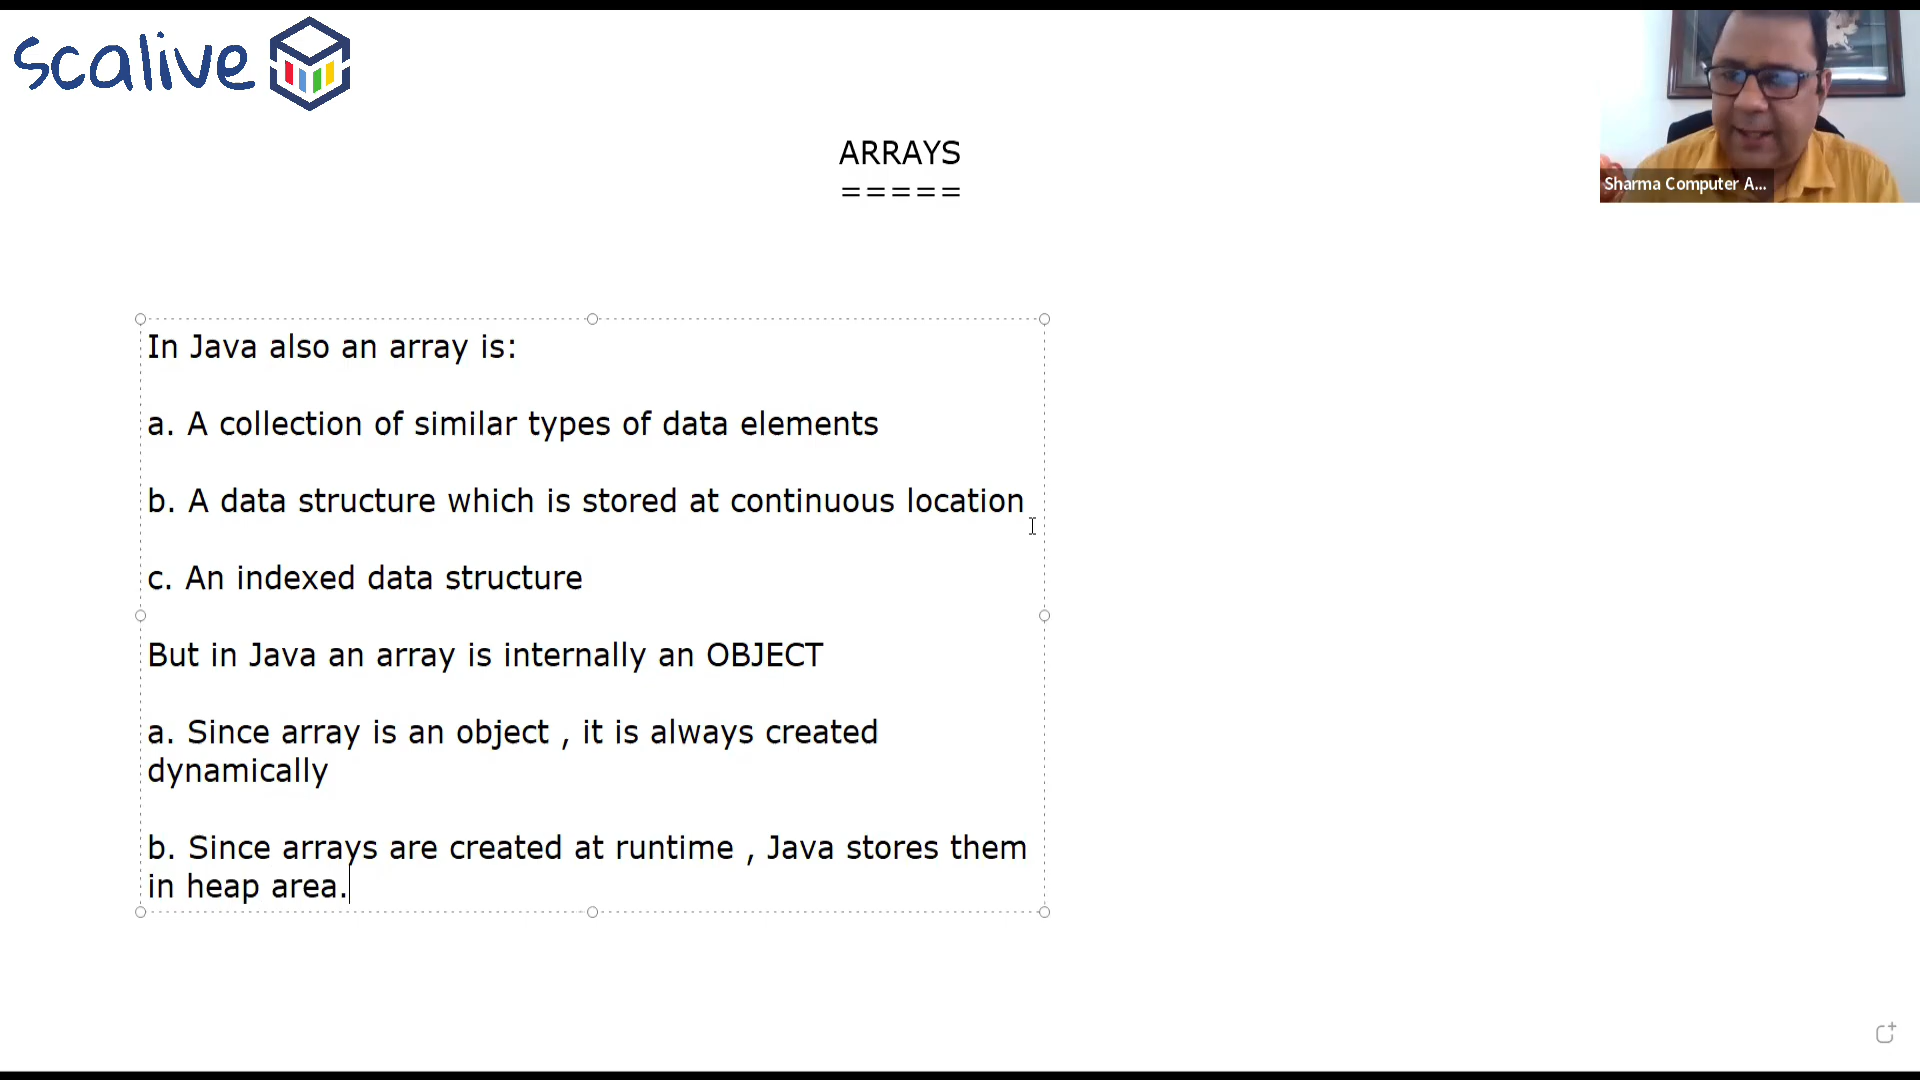 scalive
ARRAYS
=====
Sharma Computer A...
In Java also an array is:
a. A collection of similar types of data elements
b. A data structure which is stored at continuous location
c. An indexed data structure
But in Java an array is internally an OBJECT
a. Since array is an object , it is always created
dynamically
b. Since arrays are created at runtime , Java stores them
in heap area.